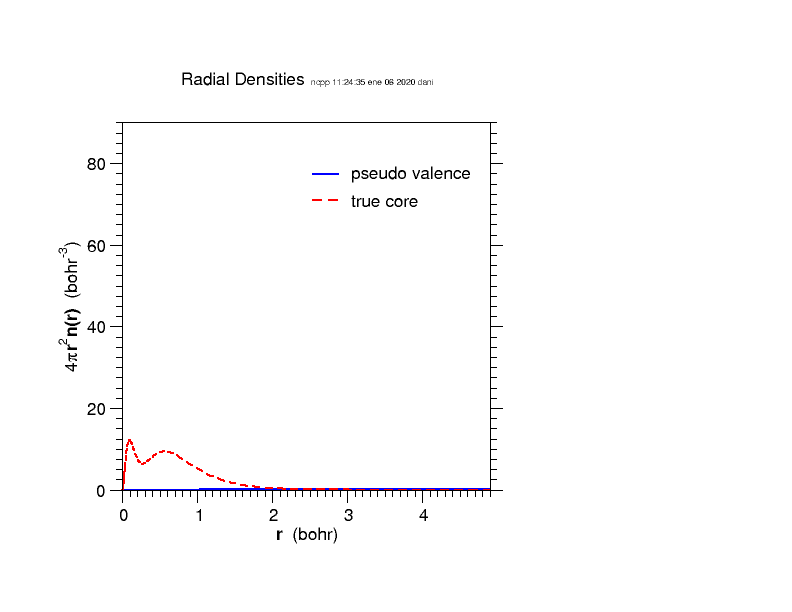 Radial Densities ncpp 11:24:35 ene 06 2020 dani
80
60
40
20
0
4πr²n(r) (bohr⁻³)
pseudo valence
true core
0 1 2 3 4
r (bohr)